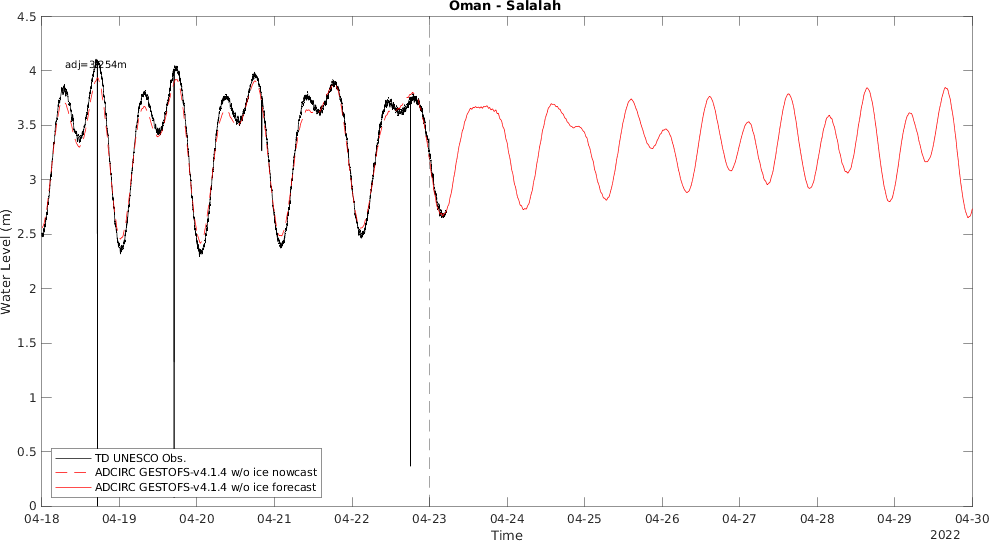 Oman - Salalah
4.5
4
3.5
3
2.5
2
1.5
1
0.5
0
Water Level (m)
adj=3.254m
TD UNESCO Obs.
ADCIRC GESTOFS-v4.1.4 w/o ice nowcast
ADCIRC GESTOFS-v4.1.4 w/o ice forecast
04-18 04-19 04-20 04-21 04-22 04-23 04-24 04-25 04-26 04-27 04-28 04-29 04-30
Time
2022